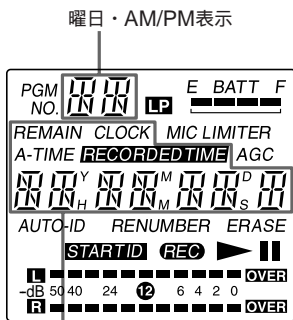 曜日・AM/PM表示
PGM NO. LP E BATT F
REMAIN CLOCK MIC LIMITER
A-TIME RECORDED TIME AGC
Y H M M D S
AUTO-ID RENUMBER ERASE
START ID REC
L OVER
-dB 50 40 24 12 6 4 2 0
R OVER